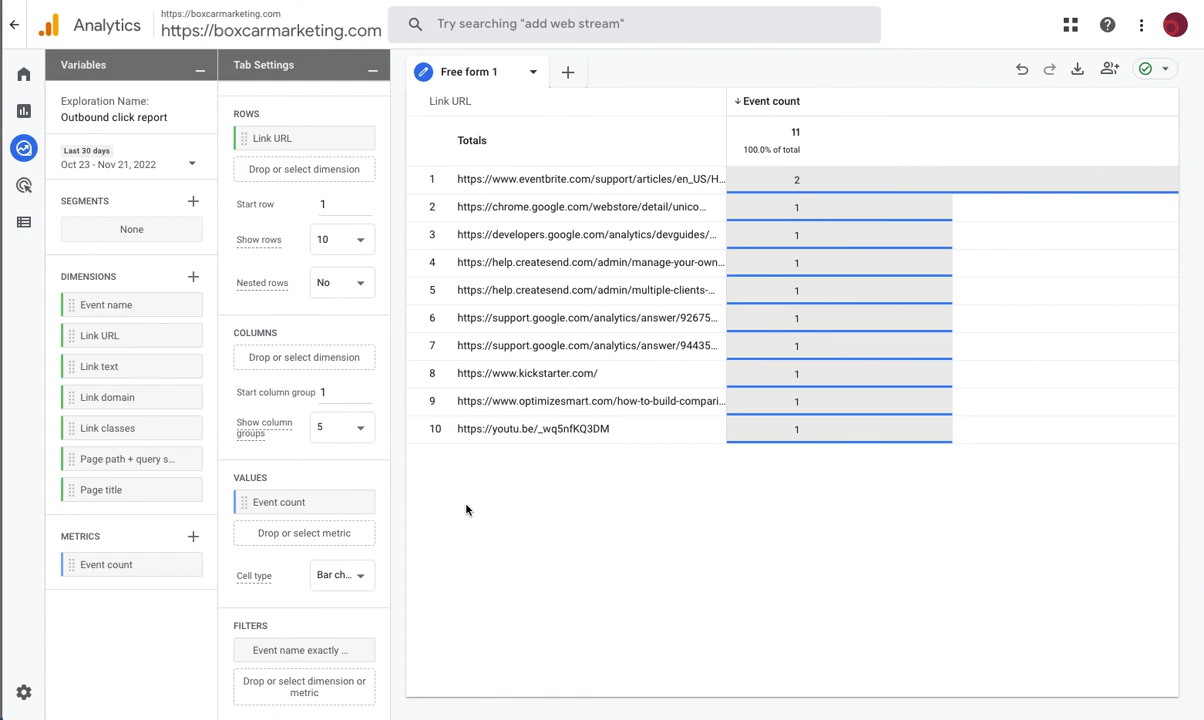 Analytics
https://boxcarmarketing.com
https://boxcarmarketing.com
Try searching "add web stream"
Variables
Exploration Name:
Outbound click report
Last 30 days
Oct 23 - Nov 21, 2022
SEGMENTS
None
DIMENSIONS
Event name
Link URL
Link text
Link domain
Link classes
Page path + query s...
Page title
METRICS
Event count
Tab Settings
ROWS
Link URL
Drop or select dimension
Start row 1
Show rows 10
Nested rows No
COLUMNS
Drop or select dimension
Start column group 1
Show column
groups 5
VALUES
Event count
Drop or select metric
Cell type Bar ch...
FILTERS
Event name exactly ...
Drop or select dimension or
metric
Free form 1
Link URL Event count
Totals 11
100.0% of total
1 https://www.eventbrite.com/support/articles/en_US/H... 2
2 https://chrome.google.com/webstore/detail/unico... 1
3 https://developers.google.com/analytics/devguides/... 1
4 https://help.createsend.com/admin/manage-your-own... 1
5 https://help.createsend.com/admin/multiple-clients-... 1
6 https://support.google.com/analytics/answer/92675... 1
7 https://support.google.com/analytics/answer/94435... 1
8 https://www.kickstarter.com/ 1
9 https://www.optimizesmart.com/how-to-build-compari... 1
10 https://youtu.be/_wq5nfKQ3DM 1